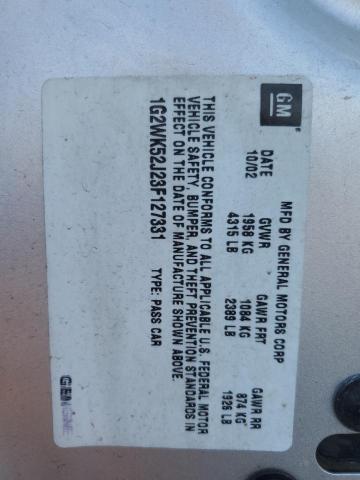 GM
MFD BY GENERAL MOTORS CORP
DATE GVWR GAWR FRT GAWR RR
10/02 1958 KG 1084 KG 874 KG
4315 LB 2389 LB 1926 LB
THIS VEHICLE CONFORMS TO ALL APPLICABLE U.S. FEDERAL MOTOR
VEHICLE SAFETY, BUMPER, AND THEFT PREVENTION STANDARDS IN
EFFECT ON THE DATE OF MANUFACTURE SHOWN ABOVE.
1G2WK52J23F127331 TYPE: PASS CAR